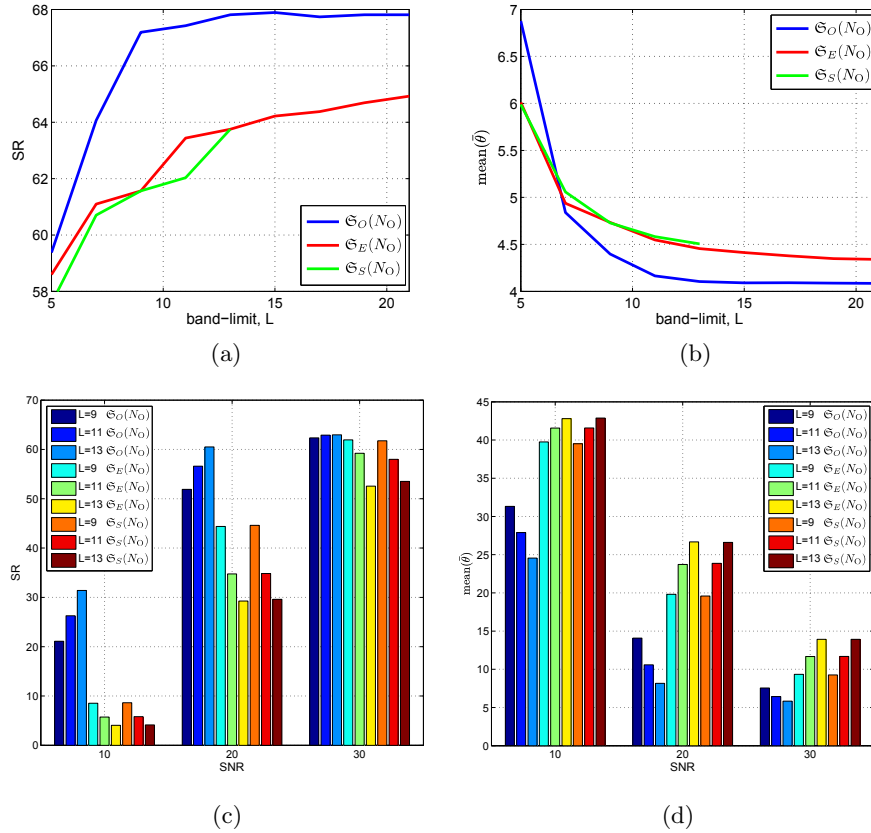 68
66
64
62
60
58
SR
5
10
15
20
band-limit, L
𝔖_O(N_O)
𝔖_E(N_O)
𝔖_S(N_O)
(a)
7
6.5
6
5.5
5
4.5
4
mean(θ̄)
5
10
15
20
band-limit, L
𝔖_O(N_O)
𝔖_E(N_O)
𝔖_S(N_O)
(b)
70
60
50
40
30
20
10
0
SR
L=9 𝔖_O(N_O)
L=11 𝔖_O(N_O)
L=13 𝔖_O(N_O)
L=9 𝔖_E(N_O)
L=11 𝔖_E(N_O)
L=13 𝔖_E(N_O)
L=9 𝔖_S(N_O)
L=11 𝔖_S(N_O)
L=13 𝔖_S(N_O)
10
20
30
SNR
(c)
45
40
35
30
25
20
15
10
5
0
mean(θ̄)
L=9 𝔖_O(N_O)
L=11 𝔖_O(N_O)
L=13 𝔖_O(N_O)
L=9 𝔖_E(N_O)
L=11 𝔖_E(N_O)
L=13 𝔖_E(N_O)
L=9 𝔖_S(N_O)
L=11 𝔖_S(N_O)
L=13 𝔖_S(N_O)
10
20
30
SNR
(d)